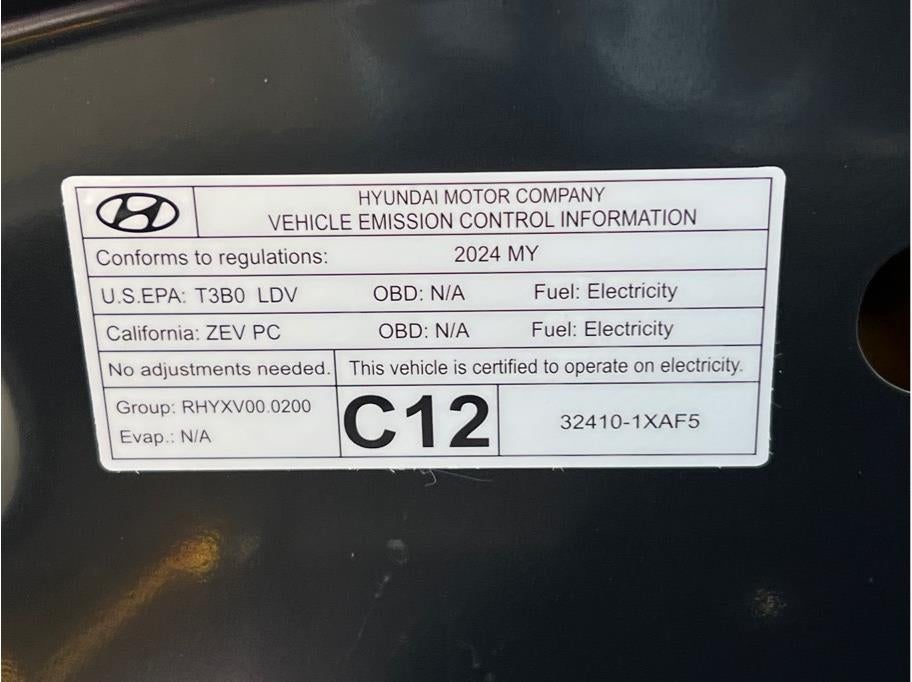 HYUNDAI MOTOR COMPANY
VEHICLE EMISSION CONTROL INFORMATION
Conforms to regulations: 2024 MY
U.S.EPA: T3B0 LDV OBD: N/A Fuel: Electricity
California: ZEV PC OBD: N/A Fuel: Electricity
No adjustments needed. This vehicle is certified to operate on electricity.
Group: RHYXV00.0200
Evap.: N/A
C12
32410-1XAF5